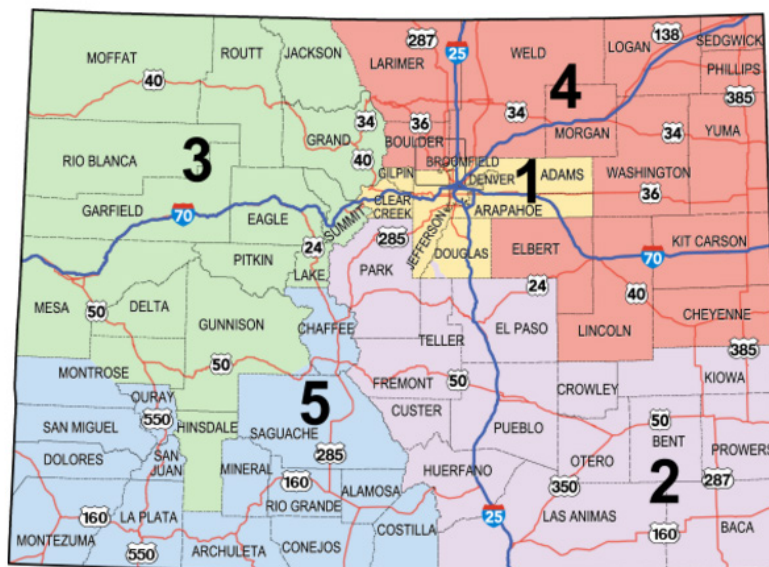 MOFFAT
ROUTT
JACKSON
LARIMER
287
25
WELD
LOGAN
138
SEDGWICK
PHILLIPS
40
385
4
34
36
34
GRAND
BOULDER
MORGAN
34
YUMA
3
40
RIO BLANCA
GILPIN
BROOMFIELD
DENVER
1
ADAMS
WASHINGTON
36
GARFIELD
70
EAGLE
SUMMIT
CLEAR
CREEK
ARAPAHOE
JEFFERSON
285
DOUGLAS
ELBERT
KIT CARSON
24
PITKIN
LAKE
PARK
70
24
40
MESA
50
DELTA
CHAFFEE
TELLER
EL PASO
LINCOLN
CHEYENNE
GUNNISON
385
MONTROSE
50
FREMONT
50
CROWLEY
KIOWA
OURAY
5
CUSTER
PUEBLO
50
SAN MIGUEL
550
HINSDALE
SAGUACHE
BENT
PROWERS
DOLORES
SAN
JUAN
MINERAL
285
HUERFANO
OTERO
2
287
160
RIO GRANDE
ALAMOSA
350
160
LA PLATA
COSTILLA
25
LAS ANIMAS
160
BACA
MONTEZUMA
550
ARCHULETA
CONEJOS